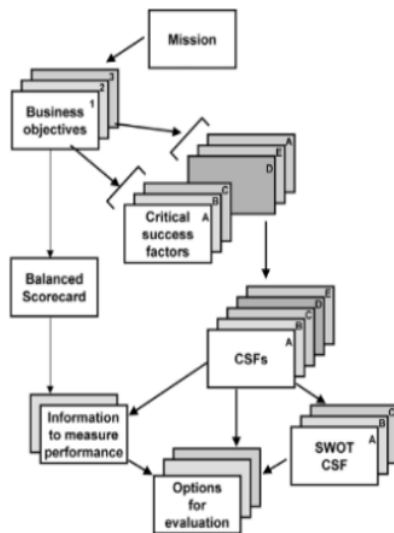 Mission
3
2
1
Business
objectives
A
E
D
C
B
A
Critical
success
factors
Balanced
Scorecard
E
D
C
B
A
CSFs
Information
to measure
performance
C
B
A
SWOT
CSF
Options
for
evaluation